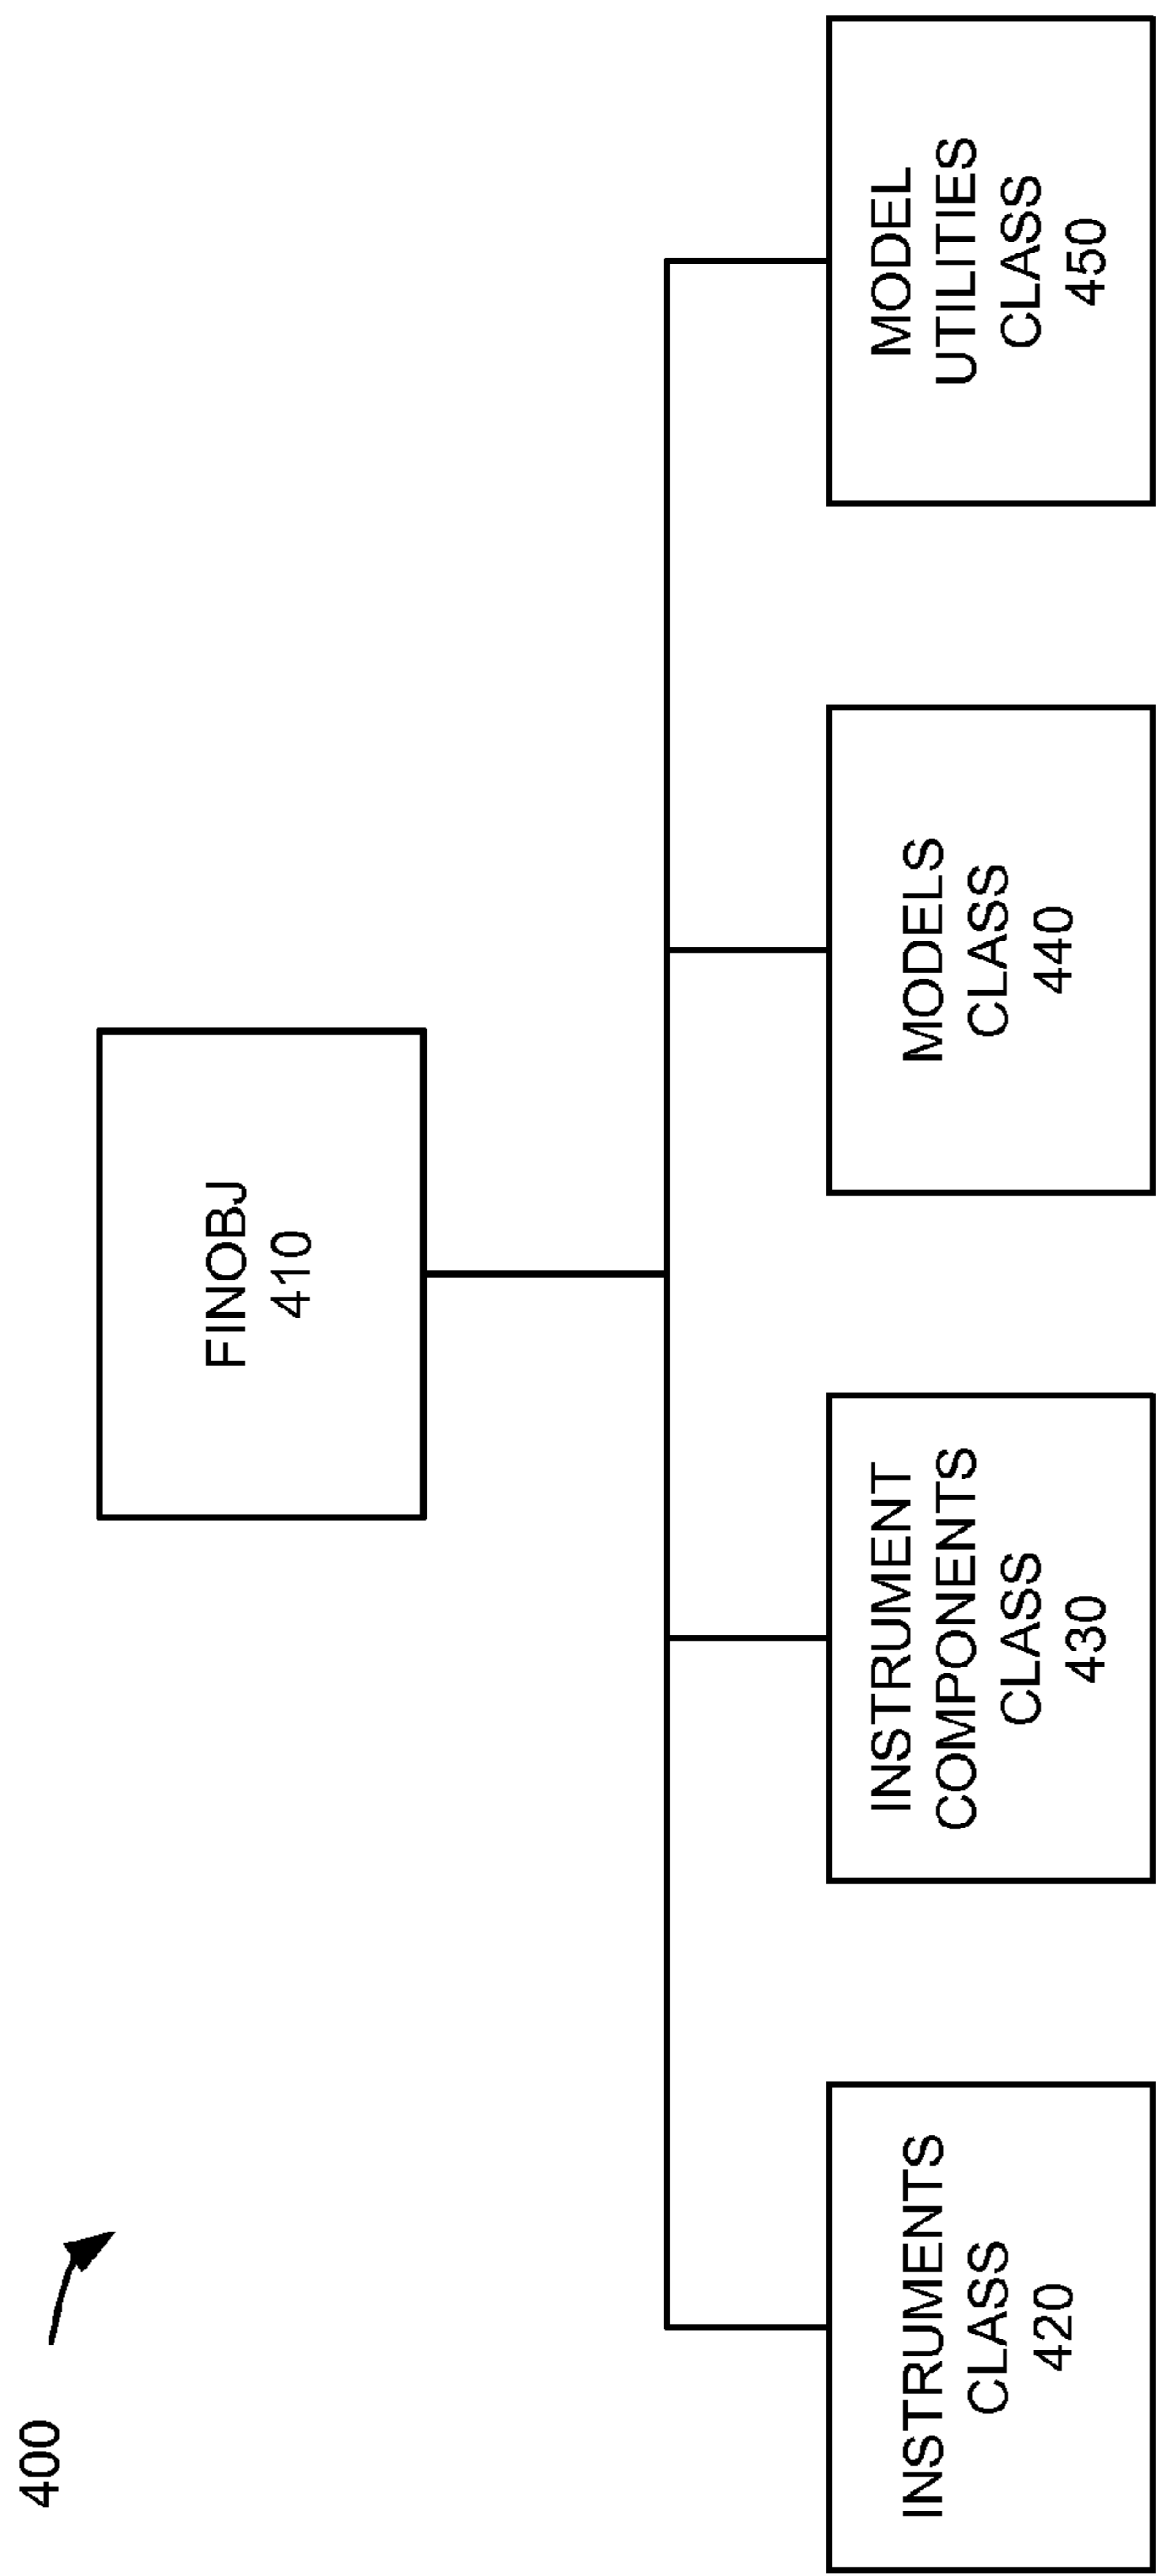 400
FINOBJ
410
INSTRUMENTS
CLASS
420
INSTRUMENT
COMPONENTS
CLASS
430
MODELS
CLASS
440
MODEL
UTILITIES
CLASS
450